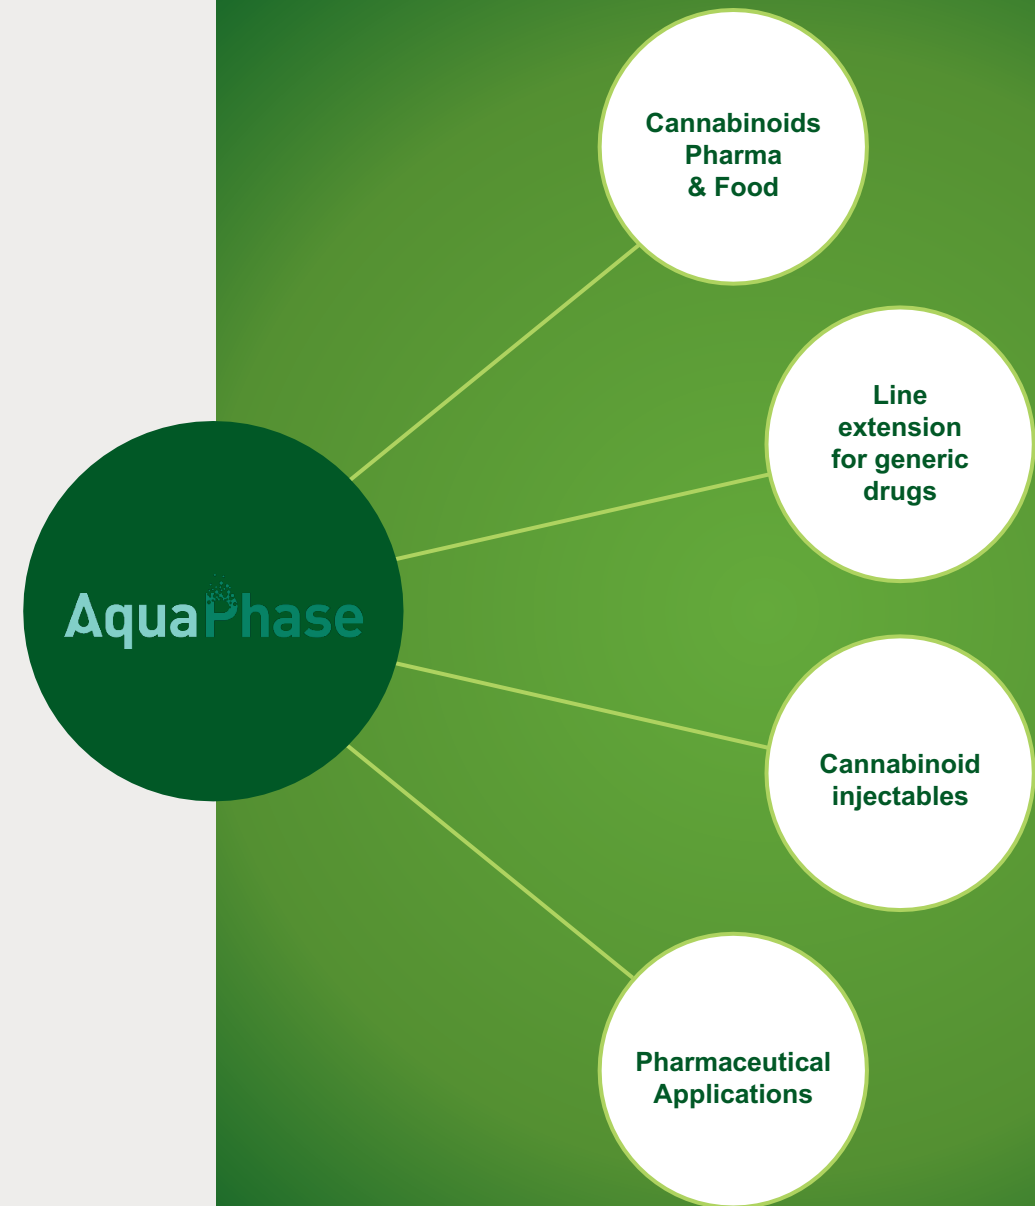 Cannabinoids
Pharma
& Food
Line
extension
for generic
drugs
AquaPhase
Cannabinoid
injectables
Pharmaceutical
Applications